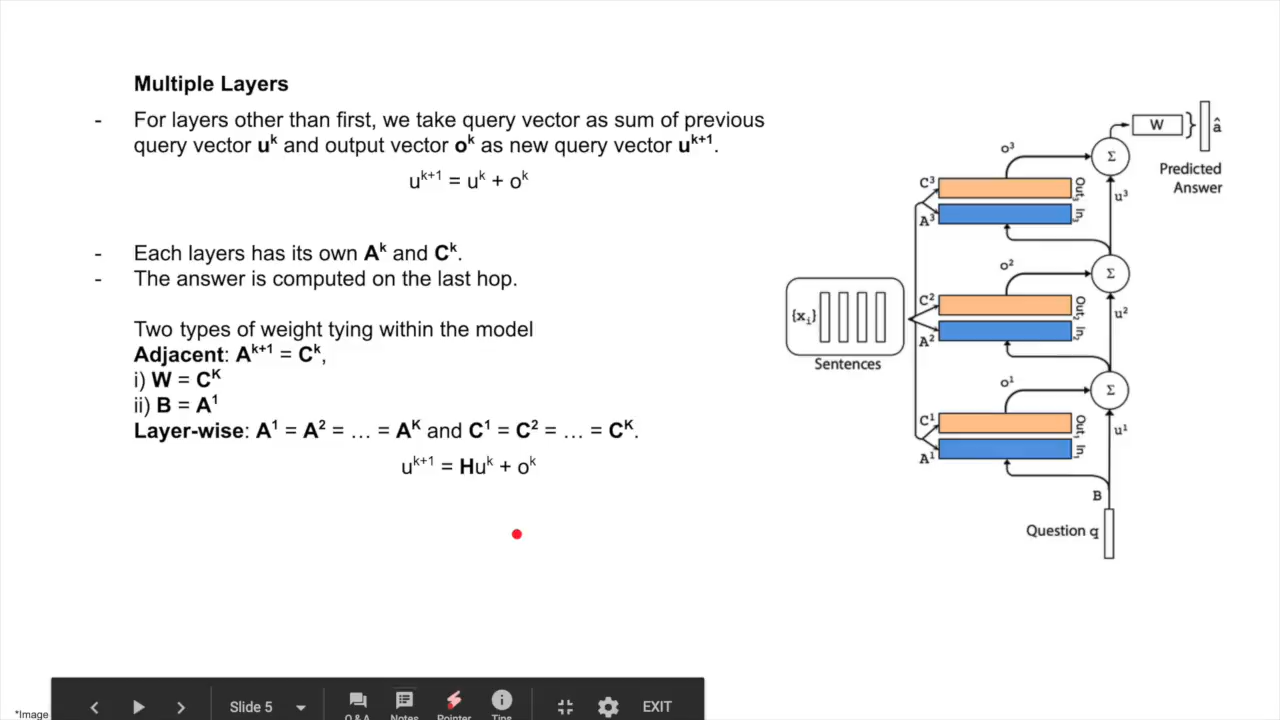 Multiple Layers
- For layers other than first, we take query vector as sum of previous
query vector uᵏ and output vector oᵏ as new query vector uᵏ⁺¹.
uᵏ⁺¹ = uᵏ + oᵏ
- Each layers has its own Aᵏ and Cᵏ.
- The answer is computed on the last hop.
Two types of weight tying within the model
Adjacent: Aᵏ⁺¹ = Cᵏ,
i) W = Cᴷ
ii) B = A¹
Layer-wise: A¹ = A² = … = Aᴷ and C¹ = C² = … = Cᴷ.
uᵏ⁺¹ = Huᵏ + oᵏ
W
â
Predicted
Answer
o³
Σ
C³
Out₃
A³
In₃
u³
o²
Σ
C²
Out₂
A²
In₂
u²
{xᵢ}
Sentences
o¹
Σ
C¹
Out₁
A¹
In₁
u¹
B
Question q
Slide 5
Q & A
Notes
Pointer
Tips
EXIT
*Image